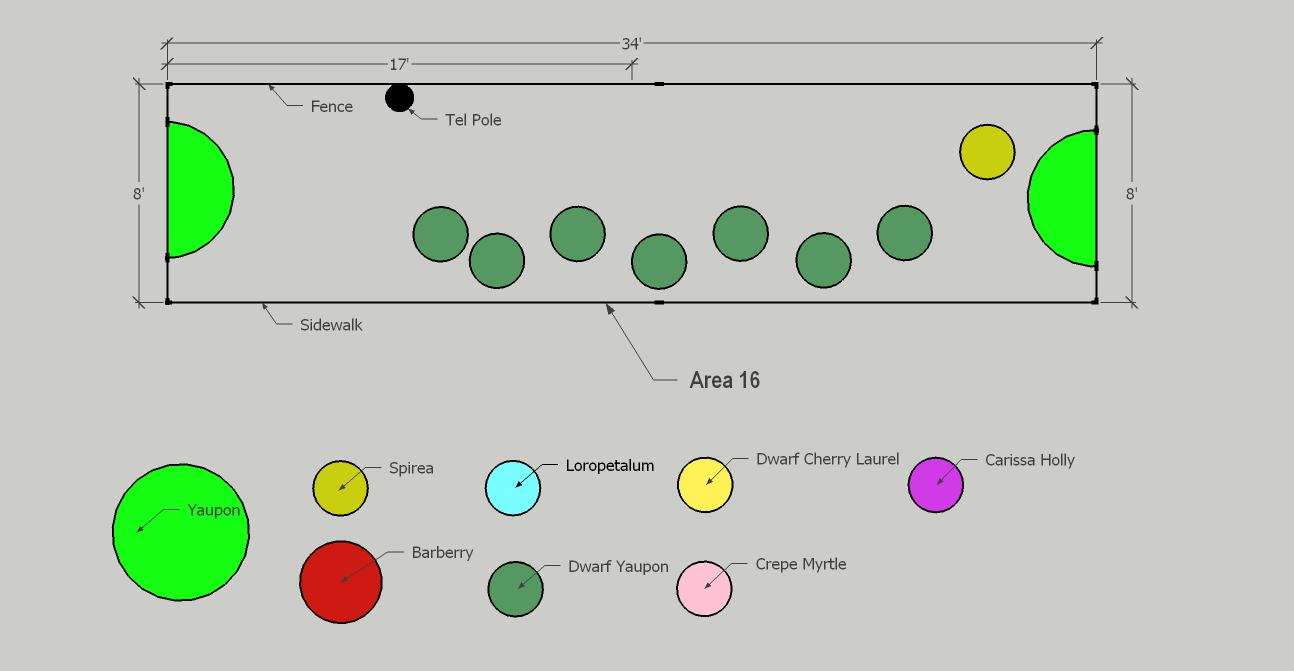 34'
17'
Fence
Tel Pole
8'
8'
Sidewalk
Area 16
Spirea
Loropetalum
Dwarf Cherry Laurel
Carissa Holly
Yaupon
Barberry
Dwarf Yaupon
Crepe Myrtle